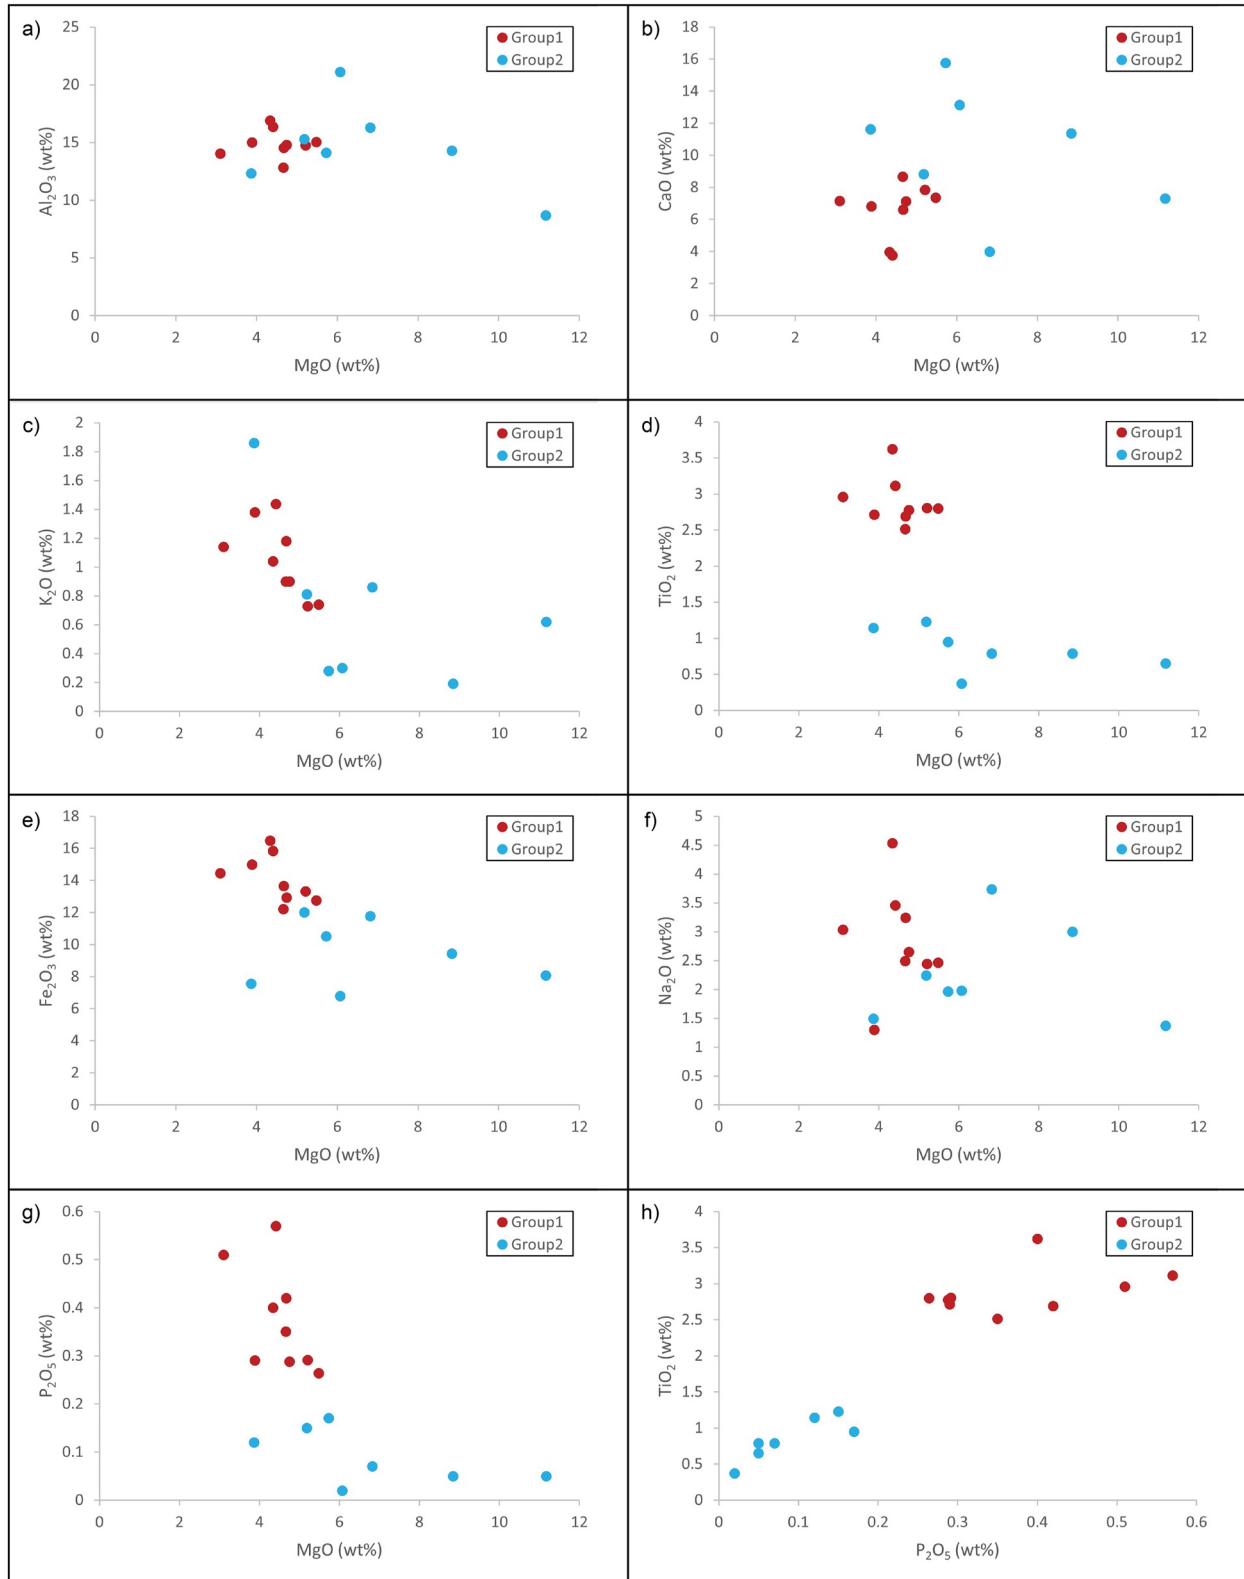 a)
25
20
15
10
5
0
0 2 4 6 8 10 12
Al₂O₃ (wt%)
MgO (wt%)
Group1
Group2
b)
18
16
14
12
10
8
6
4
2
0
0 2 4 6 8 10 12
CaO (wt%)
MgO (wt%)
Group1
Group2
c)
2
1.8
1.6
1.4
1.2
1
0.8
0.6
0.4
0.2
0
0 2 4 6 8 10 12
K₂O (wt%)
MgO (wt%)
Group1
Group2
d)
4
3.5
3
2.5
2
1.5
1
0.5
0
0 2 4 6 8 10 12
TiO₂ (wt%)
MgO (wt%)
Group1
Group2
e)
18
16
14
12
10
8
6
4
2
0
0 2 4 6 8 10 12
Fe₂O₃ (wt%)
MgO (wt%)
Group1
Group2
f)
5
4.5
4
3.5
3
2.5
2
1.5
1
0.5
0
0 2 4 6 8 10 12
Na₂O (wt%)
MgO (wt%)
Group1
Group2
g)
0.6
0.5
0.4
0.3
0.2
0.1
0
0 2 4 6 8 10 12
P₂O₅ (wt%)
MgO (wt%)
Group1
Group2
h)
4
3.5
3
2.5
2
1.5
1
0.5
0
0 0.1 0.2 0.3 0.4 0.5 0.6
TiO₂ (wt%)
P₂O₅ (wt%)
Group1
Group2